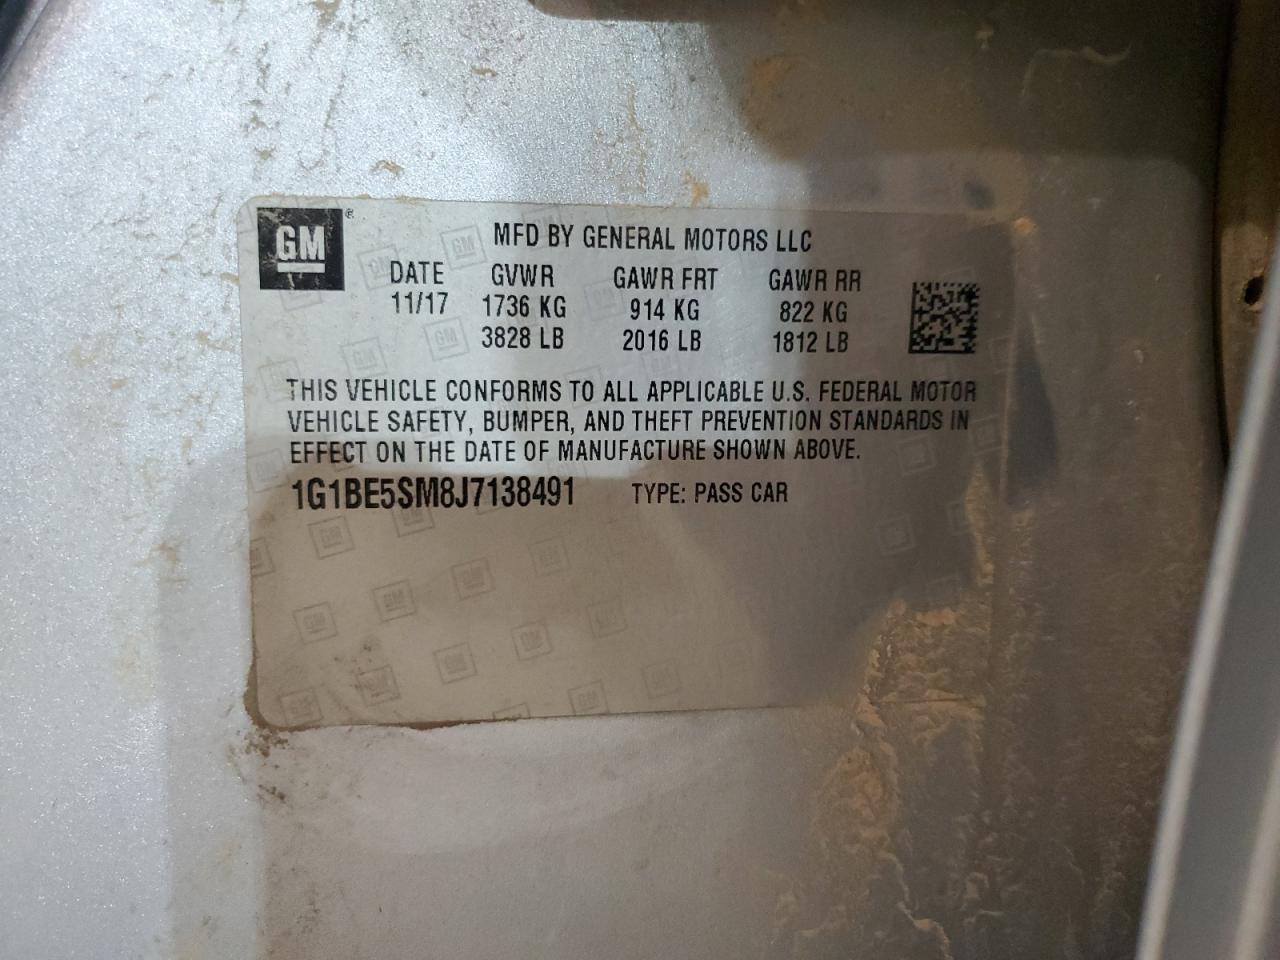 GM®
MFD BY GENERAL MOTORS LLC
DATE GVWR GAWR FRT GAWR RR
11/17 1736 KG 914 KG 822 KG
3828 LB 2016 LB 1812 LB
THIS VEHICLE CONFORMS TO ALL APPLICABLE U.S. FEDERAL MOTOR
VEHICLE SAFETY, BUMPER, AND THEFT PREVENTION STANDARDS IN
EFFECT ON THE DATE OF MANUFACTURE SHOWN ABOVE.
1G1BE5SM8J7138491 TYPE: PASS CAR